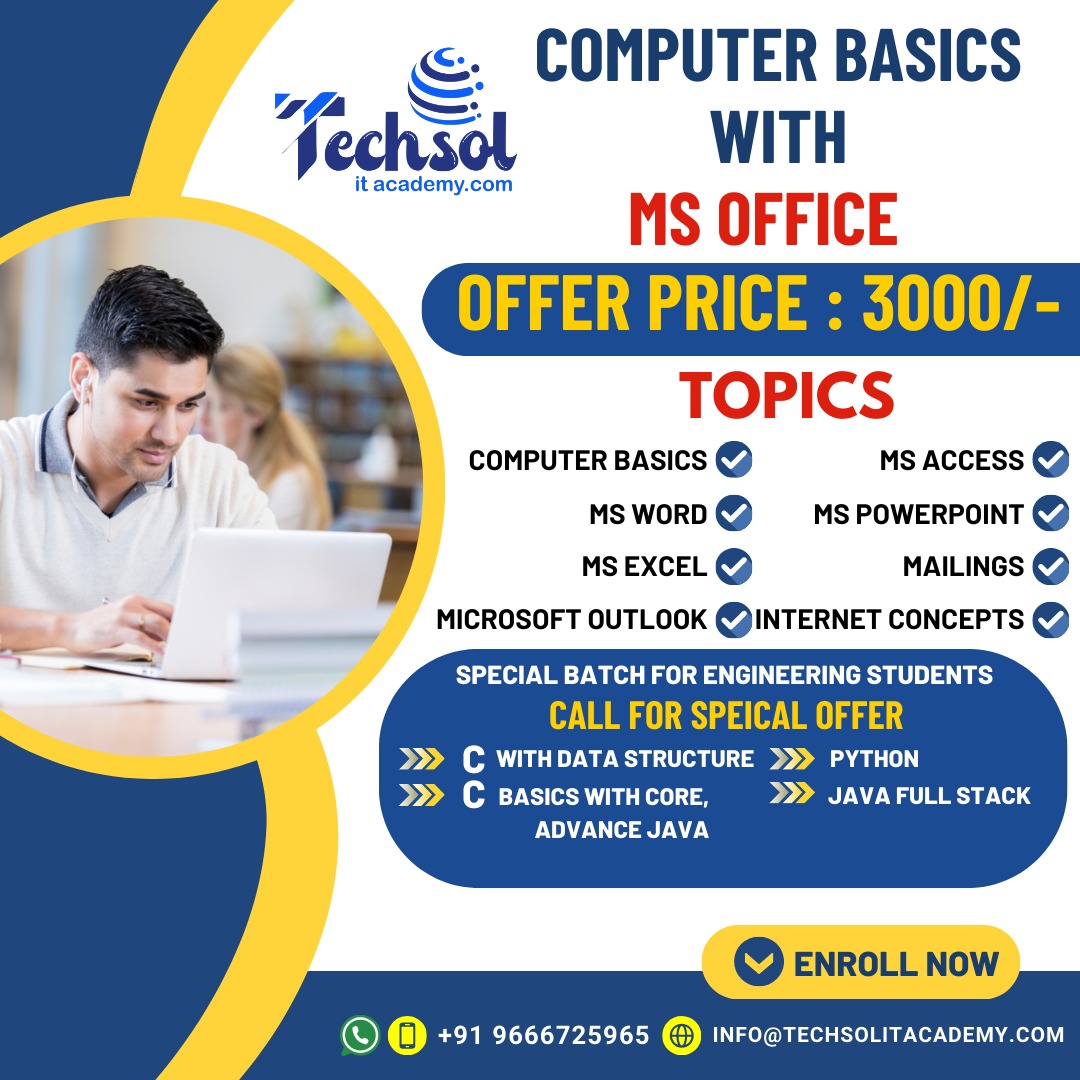 Techsol
it academy.com
COMPUTER BASICS
WITH
MS OFFICE
OFFER PRICE : 3000/-
TOPICS
COMPUTER BASICS
MS WORD
MS EXCEL
MICROSOFT OUTLOOK
MS ACCESS
MS POWERPOINT
MAILINGS
INTERNET CONCEPTS
SPECIAL BATCH FOR ENGINEERING STUDENTS
CALL FOR SPEICAL OFFER
C WITH DATA STRUCTURE
C BASICS WITH CORE,
ADVANCE JAVA
PYTHON
JAVA FULL STACK
ENROLL NOW
+91 9666725965
INFO@TECHSOLITACADEMY.COM